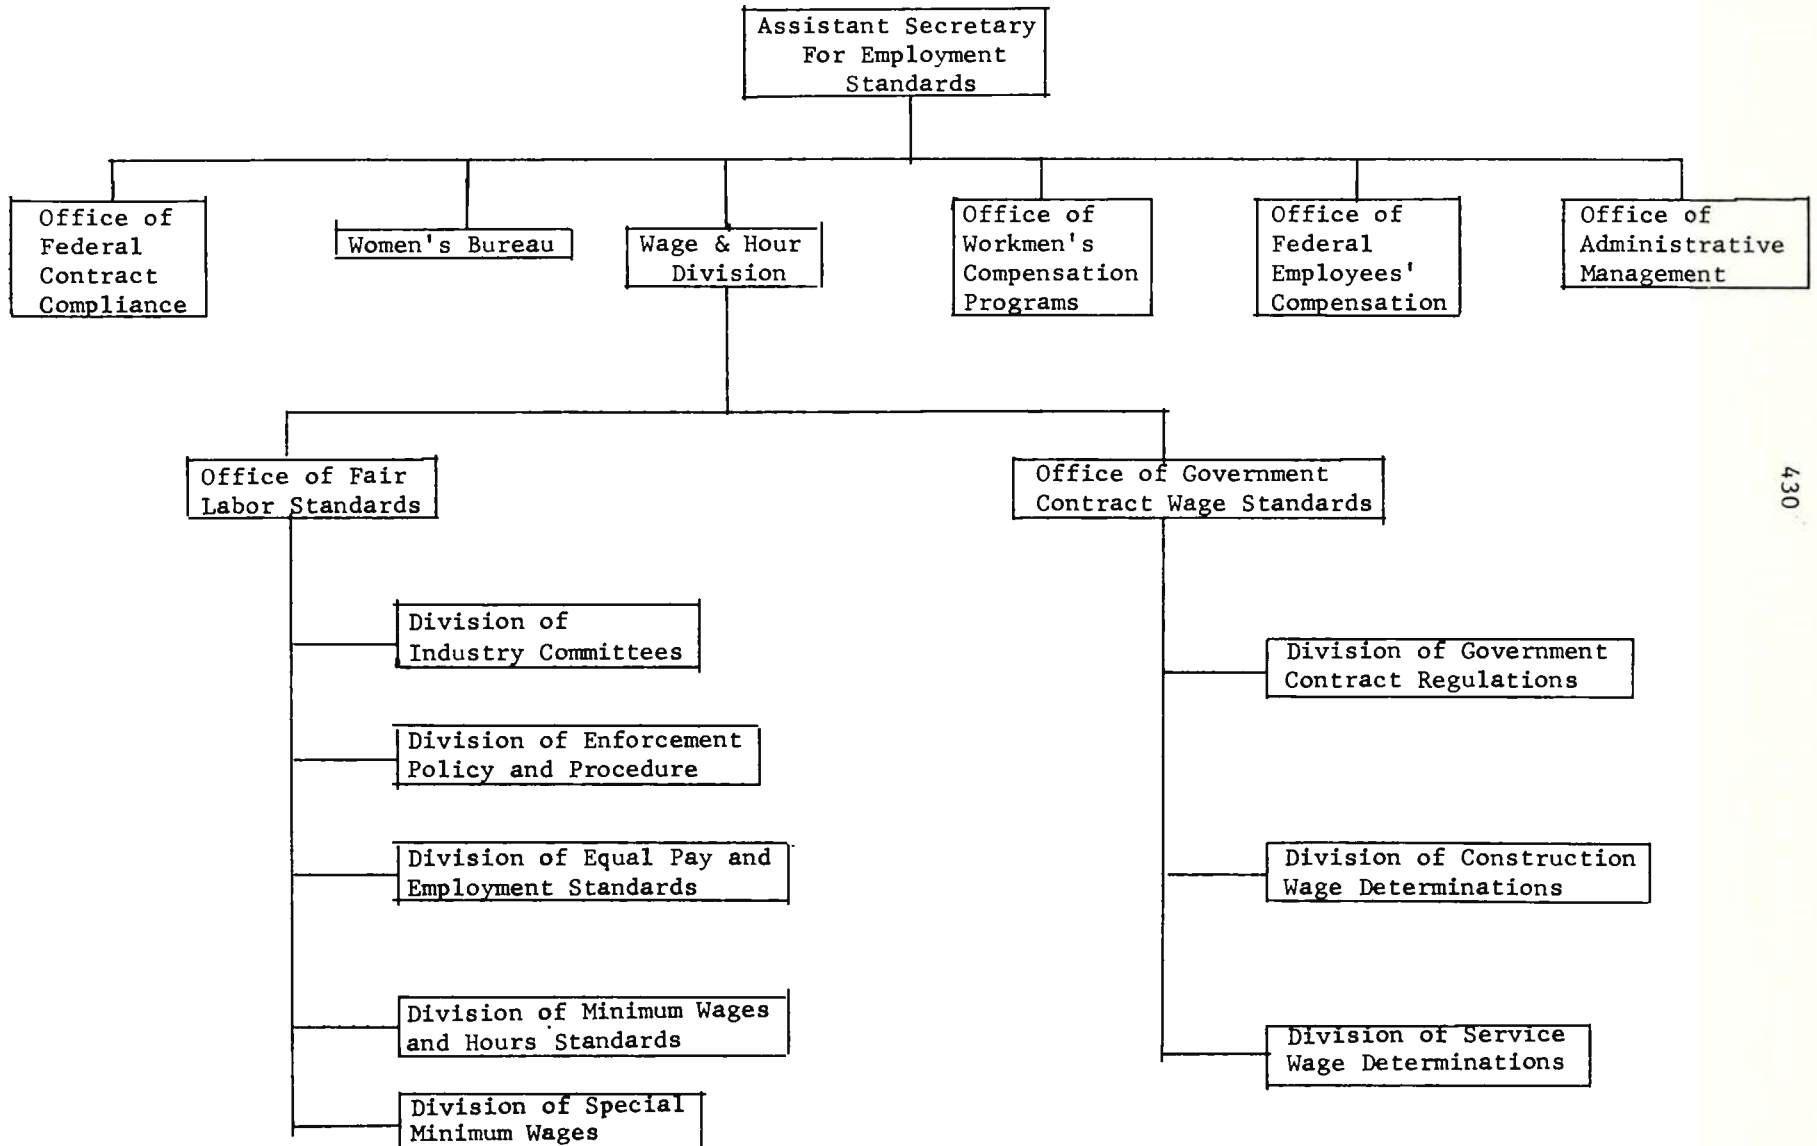 Assistant Secretary
For Employment
Standards
Office of
Federal
Contract
Compliance
Women's Bureau
Wage & Hour
Division
Office of
Workmen's
Compensation
Programs
Office of
Federal
Employees'
Compensation
Office of
Administrative
Management
Office of Fair
Labor Standards
Office of Government
Contract Wage Standards
430
Division of
Industry Committees
Division of Enforcement
Policy and Procedure
Division of Equal Pay and
Employment Standards
Division of Minimum Wages
and Hours Standards
Division of Special
Minimum Wages
Division of Government
Contract Regulations
Division of Construction
Wage Determinations
Division of Service
Wage Determinations